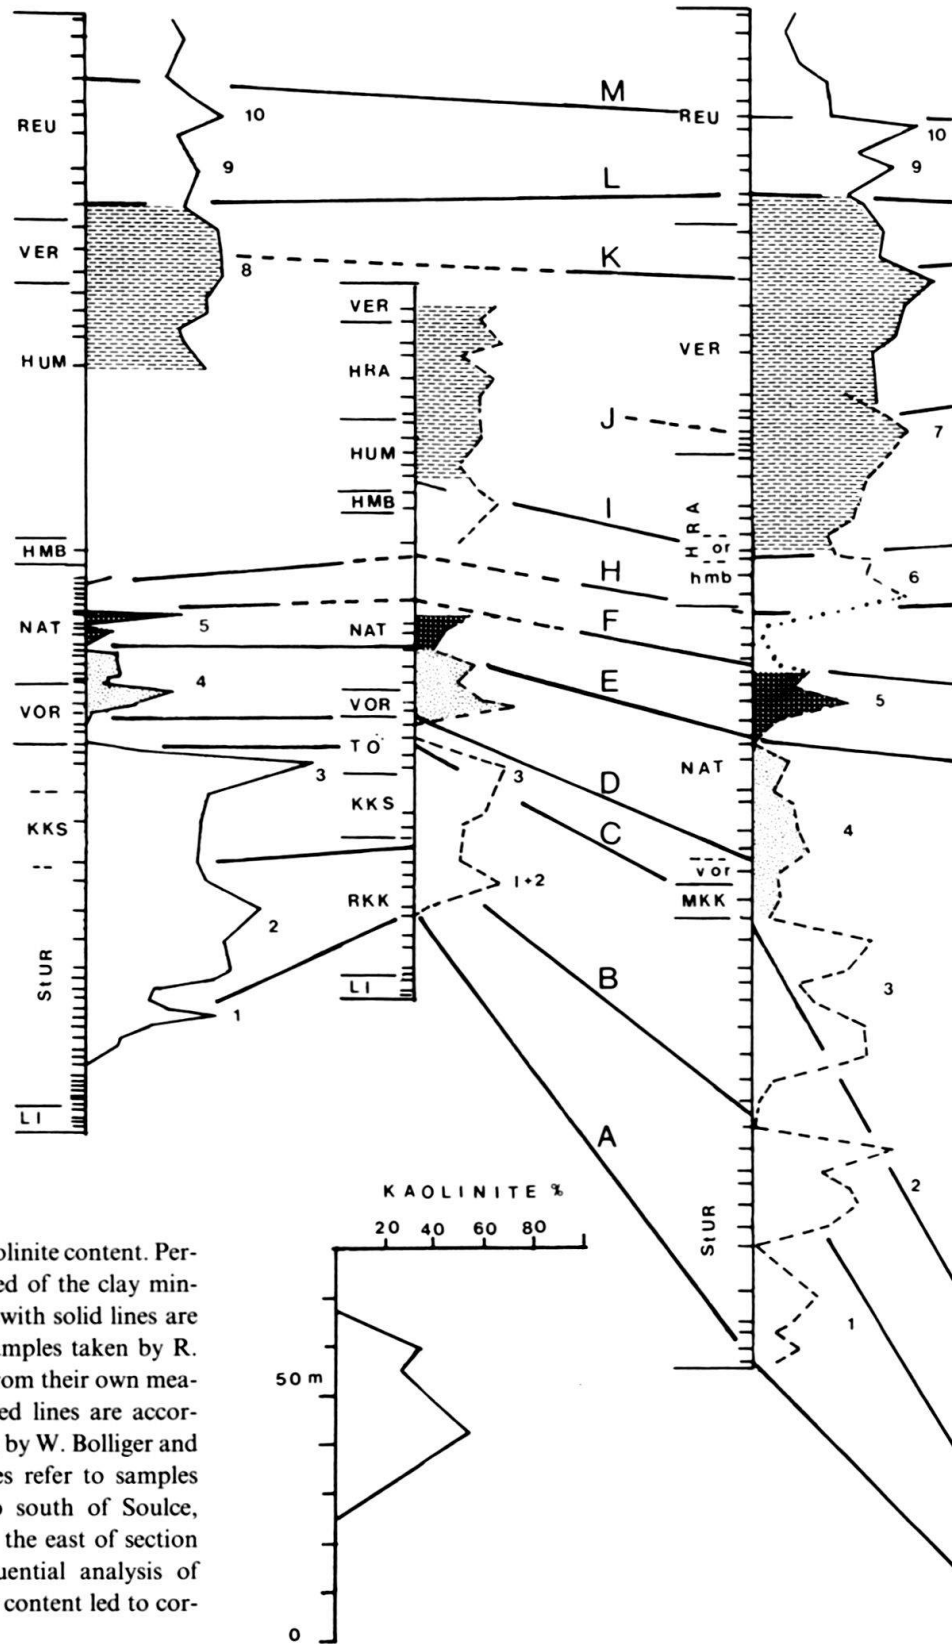 REU
VER
HUM
HMB
NAT
VOR
KKS
StUR
LI
10
9
8
5
4
3
2
1
VER
HRA
HUM
HMB
NAT
VOR
TO
KKS
RKK
LI
3
1+2
M
L
K
J
I
H
F
E
D
C
B
A
REU
VER
HRA
or
hmb
NAT
vor
MKK
StUR
10
9
7
6
5
4
3
2
1
KAOLINITE %
20 40 60 80
50 m
0
olinite content. Per-
ed of the clay min-
with solid lines are
mples taken by R.
rom their own mea-
ed lines are accor-
by W. Bolliger and
es refer to samples
o south of Soulce,
the east of section
uential analysis of
content led to cor-